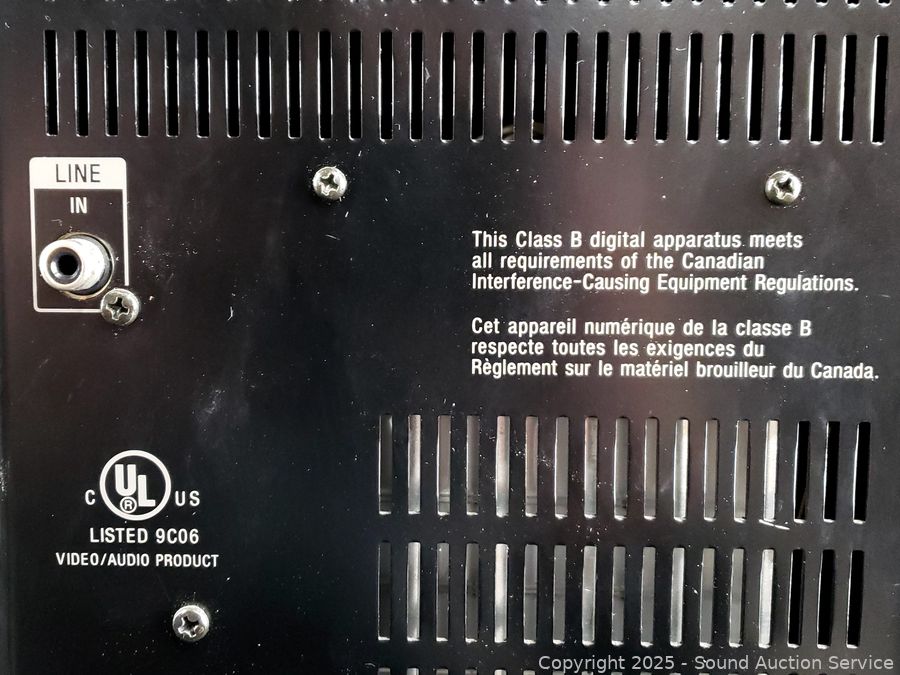 LINE
IN
This Class B digital apparatus meets
all requirements of the Canadian
Interference-Causing Equipment Regulations.
Cet appareil numérique de la classe B
respecte toutes les exigences du
Règlement sur le matériel brouilleur du Canada.
C UL ® US
LISTED 9C06
VIDEO/AUDIO PRODUCT
Copyright 2025 - Sound Auction Service